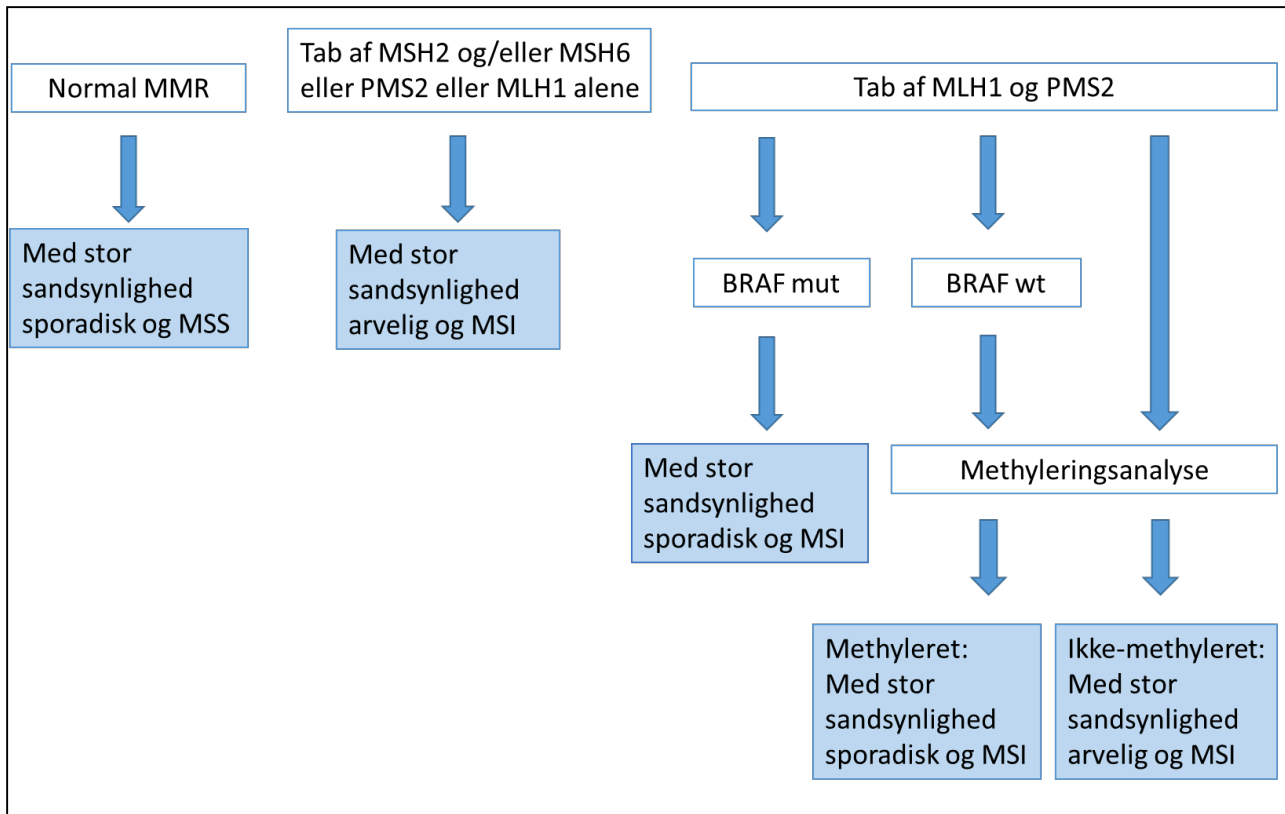 Normal MMR
Tab af MSH2 og/eller MSH6
eller PMS2 eller MLH1 alene
Tab af MLH1 og PMS2
Med stor
sandsynlighed
sporadisk og MSS
Med stor
sandsynlighed
arvelig og MSI
BRAF mut
BRAF wt
Med stor
sandsynlighed
sporadisk og MSI
Methyleringsanalyse
Methyleret:
Med stor
sandsynlighed
sporadisk og MSI
Ikke-methyleret:
Med stor
sandsynlighed
arvelig og MSI